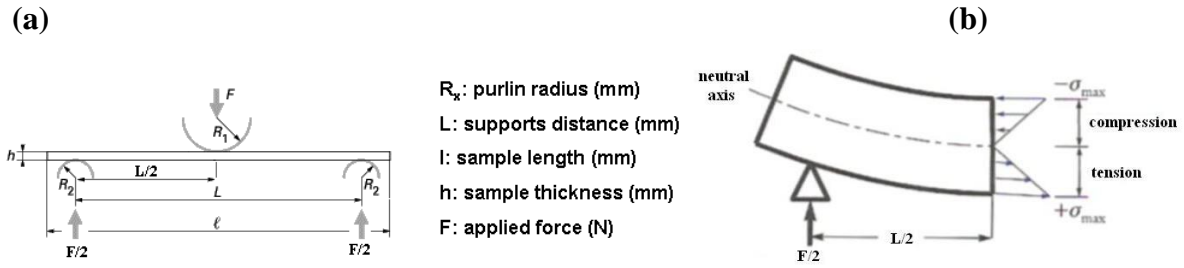 (a)
F
R1
h
R2
L/2
R2
L
ℓ
F/2
F/2
Rx: purlin radius (mm)
L: supports distance (mm)
l: sample length (mm)
h: sample thickness (mm)
F: applied force (N)
(b)
neutral
axis
−σmax
compression
tension
+σmax
L/2
F/2